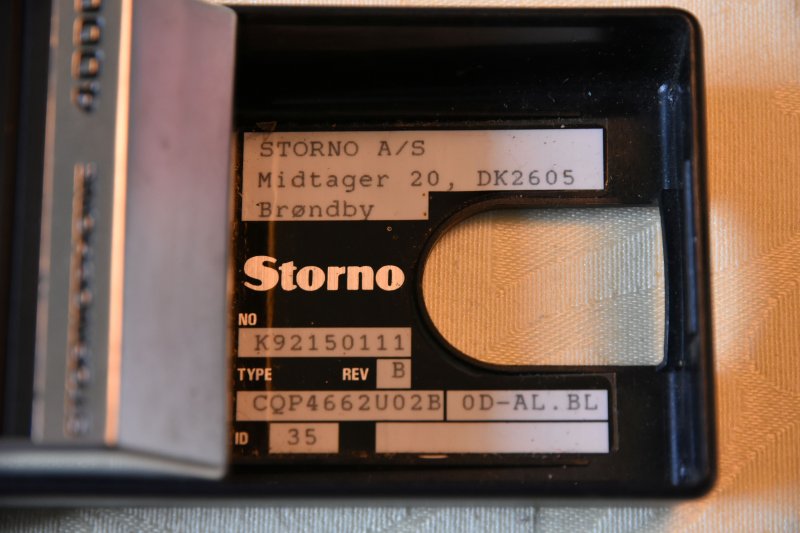 STORNO A/S
Midtager 20, DK2605
Brøndby
Storno
NO
K92150111
TYPE REV B
CQP4662U02B 0D-AL.BL
ID 35